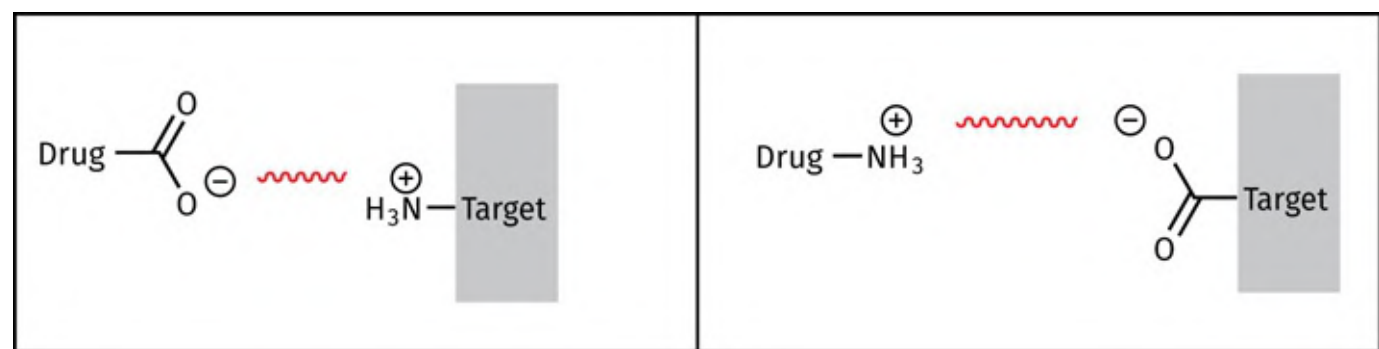 O
Drug
O ⊖
⊕
H₃N
Target
⊕
Drug
NH₃
⊖
O
Target
O